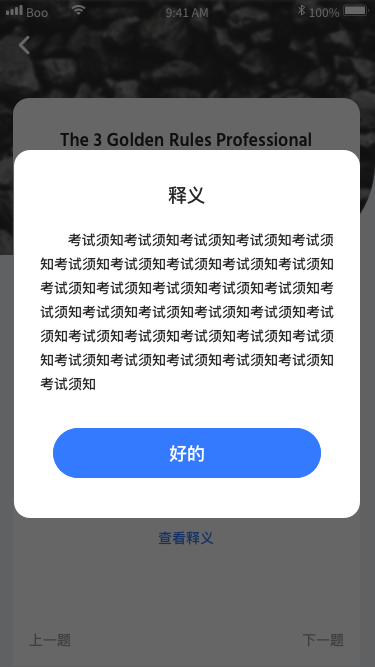 Boo 9:41 AM 100%
The 3 Golden Rules Professional
释义
考试须知考试须知考试须知考试须知考试须
知考试须知考试须知考试须知考试须知考试须知
考试须知考试须知考试须知考试须知考试须知考
试须知考试须知考试须知考试须知考试须知考试
须知考试须知考试须知考试须知考试须知考试须
知考试须知考试须知考试须知考试须知考试须知
考试须知
好的
查看释义
上一题 下一题